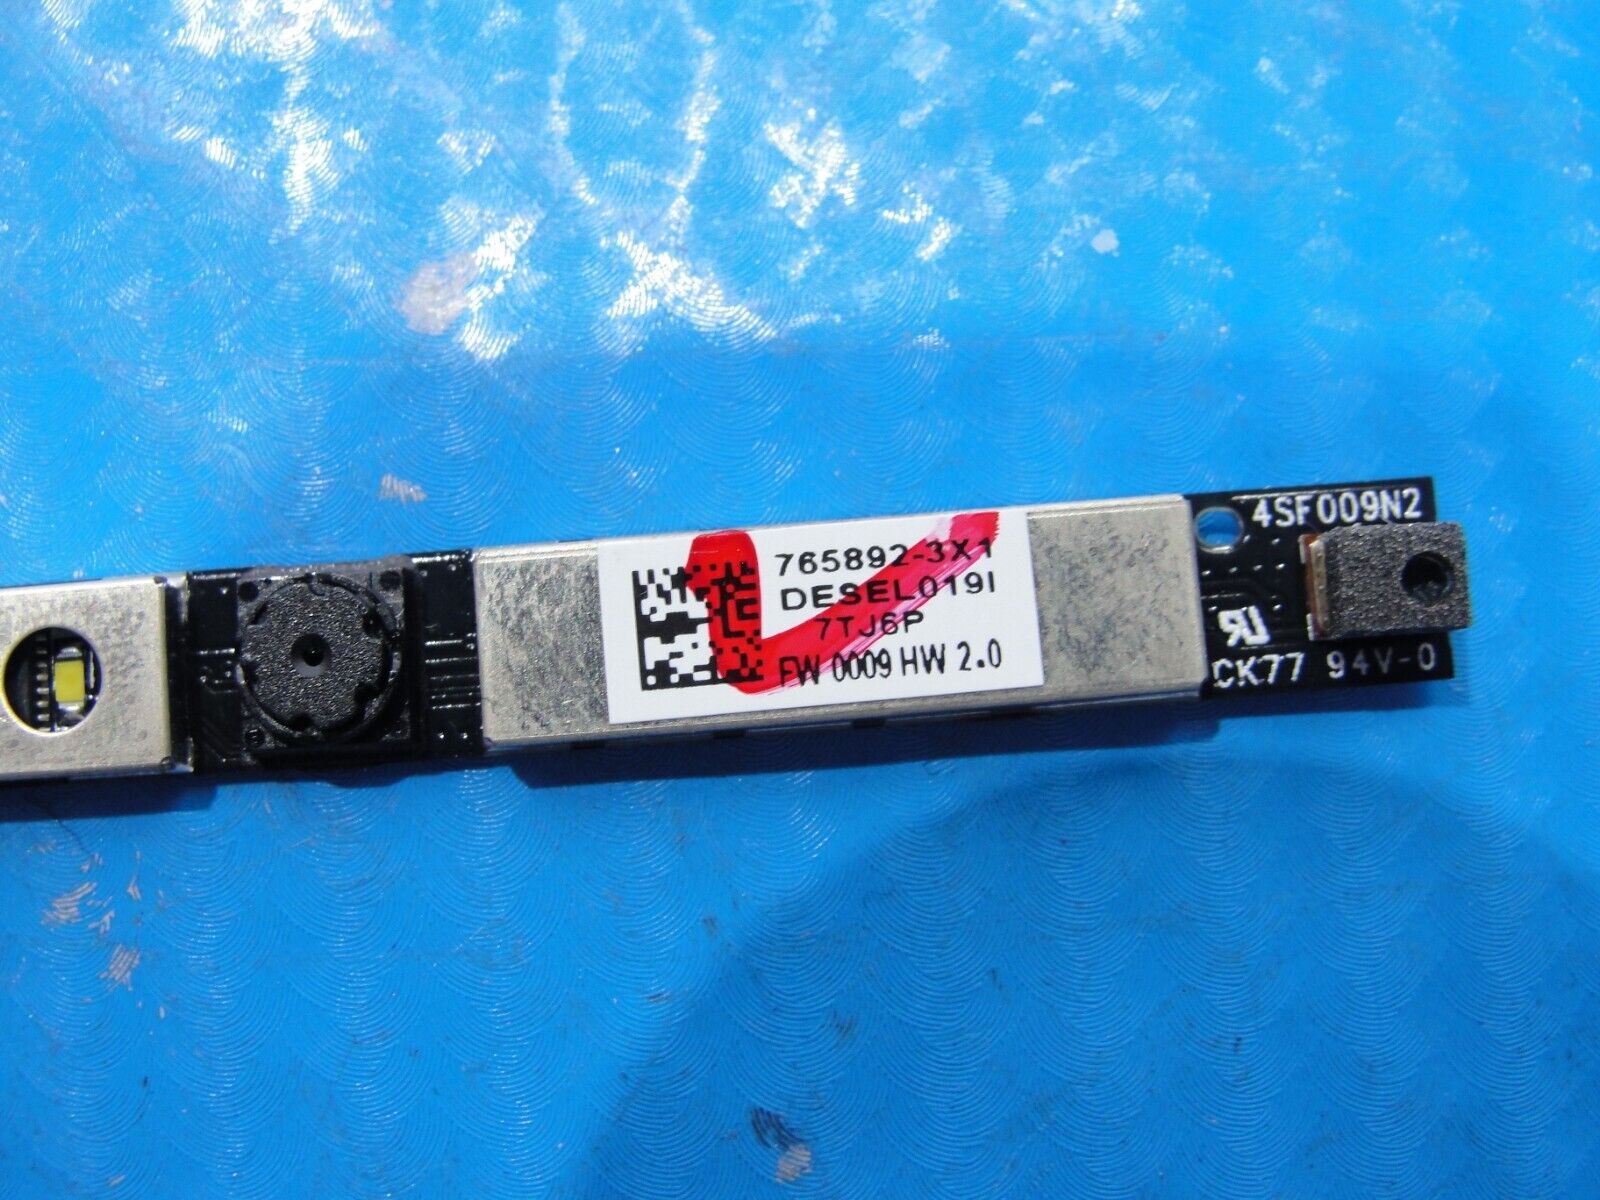 765892-3X1
DESEL019I
7TJ6P
FW 0009 HW 2.0
4SF009N2
CK77 94V-0